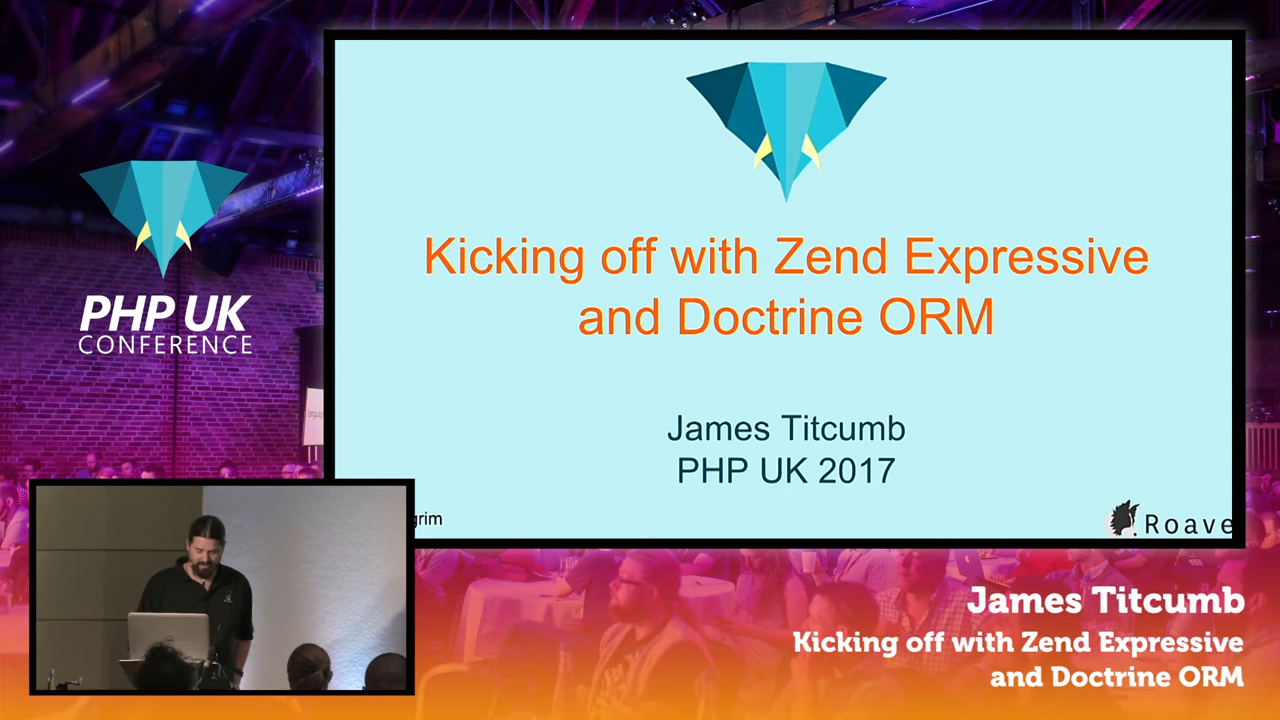 PHP UK
CONFERENCE
Kicking off with Zend Expressive
and Doctrine ORM
James Titcumb
PHP UK 2017
grim
Roave
James Titcumb
Kicking off with Zend Expressive
and Doctrine ORM